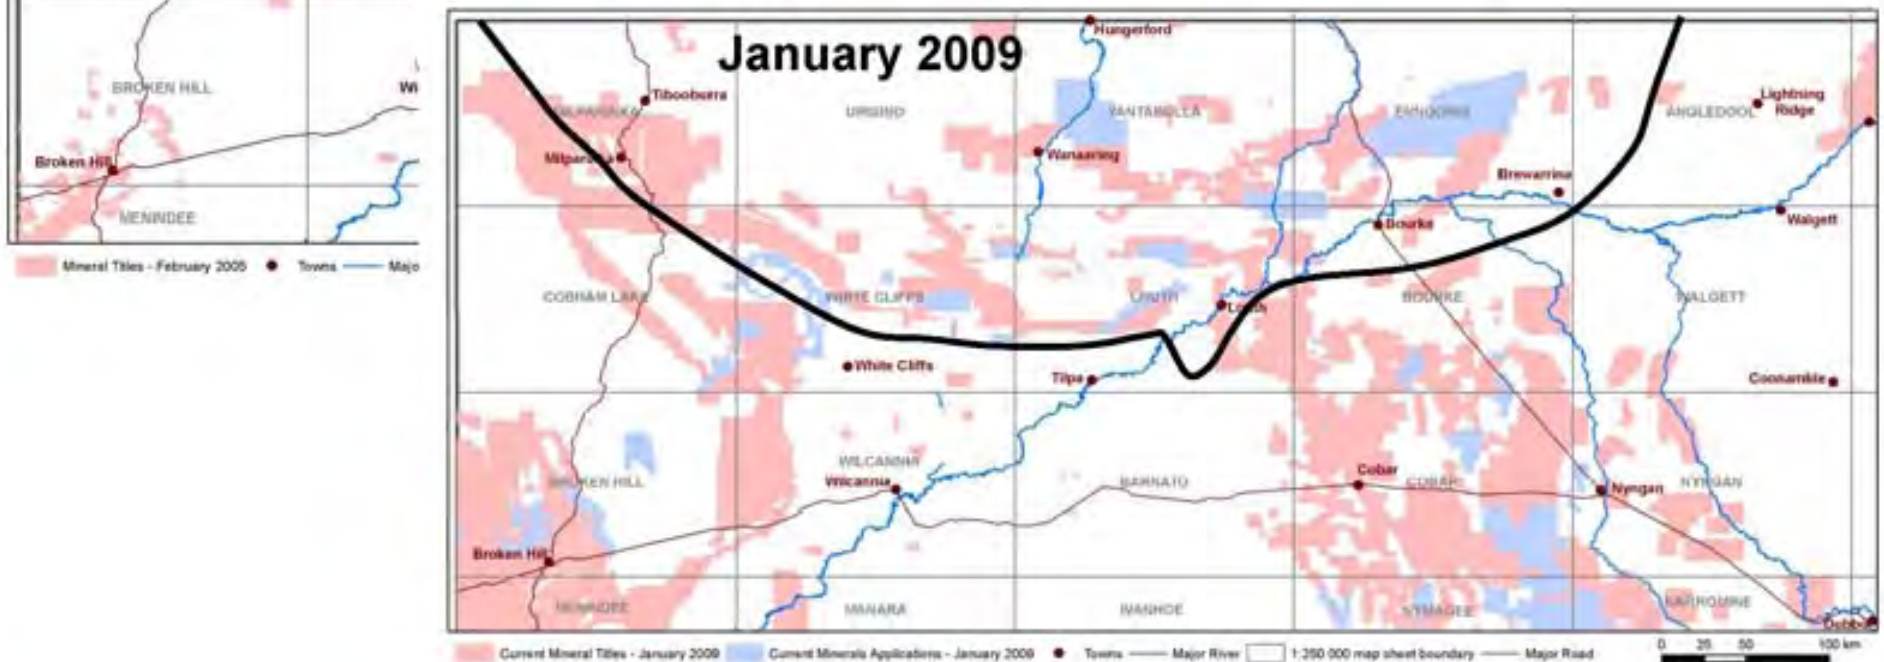 BROKEN HILL
Wi
Broken Hill
MENINDEE
Mineral Titles - February 2005 Towns Majo
January 2009
Hungerford
Tibooburra
MILPARINKA
URISINO
YANTABULLA
ENNGONIA
ANGLEDOOL
Lightning
Ridge
Milparinka
Wanaaring
Brewarrina
Bourke
Walgett
COBHAM LAKE
WHITE CLIFFS
LOUTH
Louth
BOURKE
WALGETT
White Cliffs
Tilpa
Coonamble
WILCANNIA
BROKEN HILL
Wilcannia
BARNATO
Cobar
COBAR
Nyngan
NYNGAN
Broken Hill
MENINDEE
MANARA
IVANHOE
NYMAGEE
NARROMINE
Dubbo
Current Mineral Titles - January 2009 Current Minerals Applications - January 2009 Towns Major River 1:250 000 map sheet boundary Major Road
0 25 50 100 km